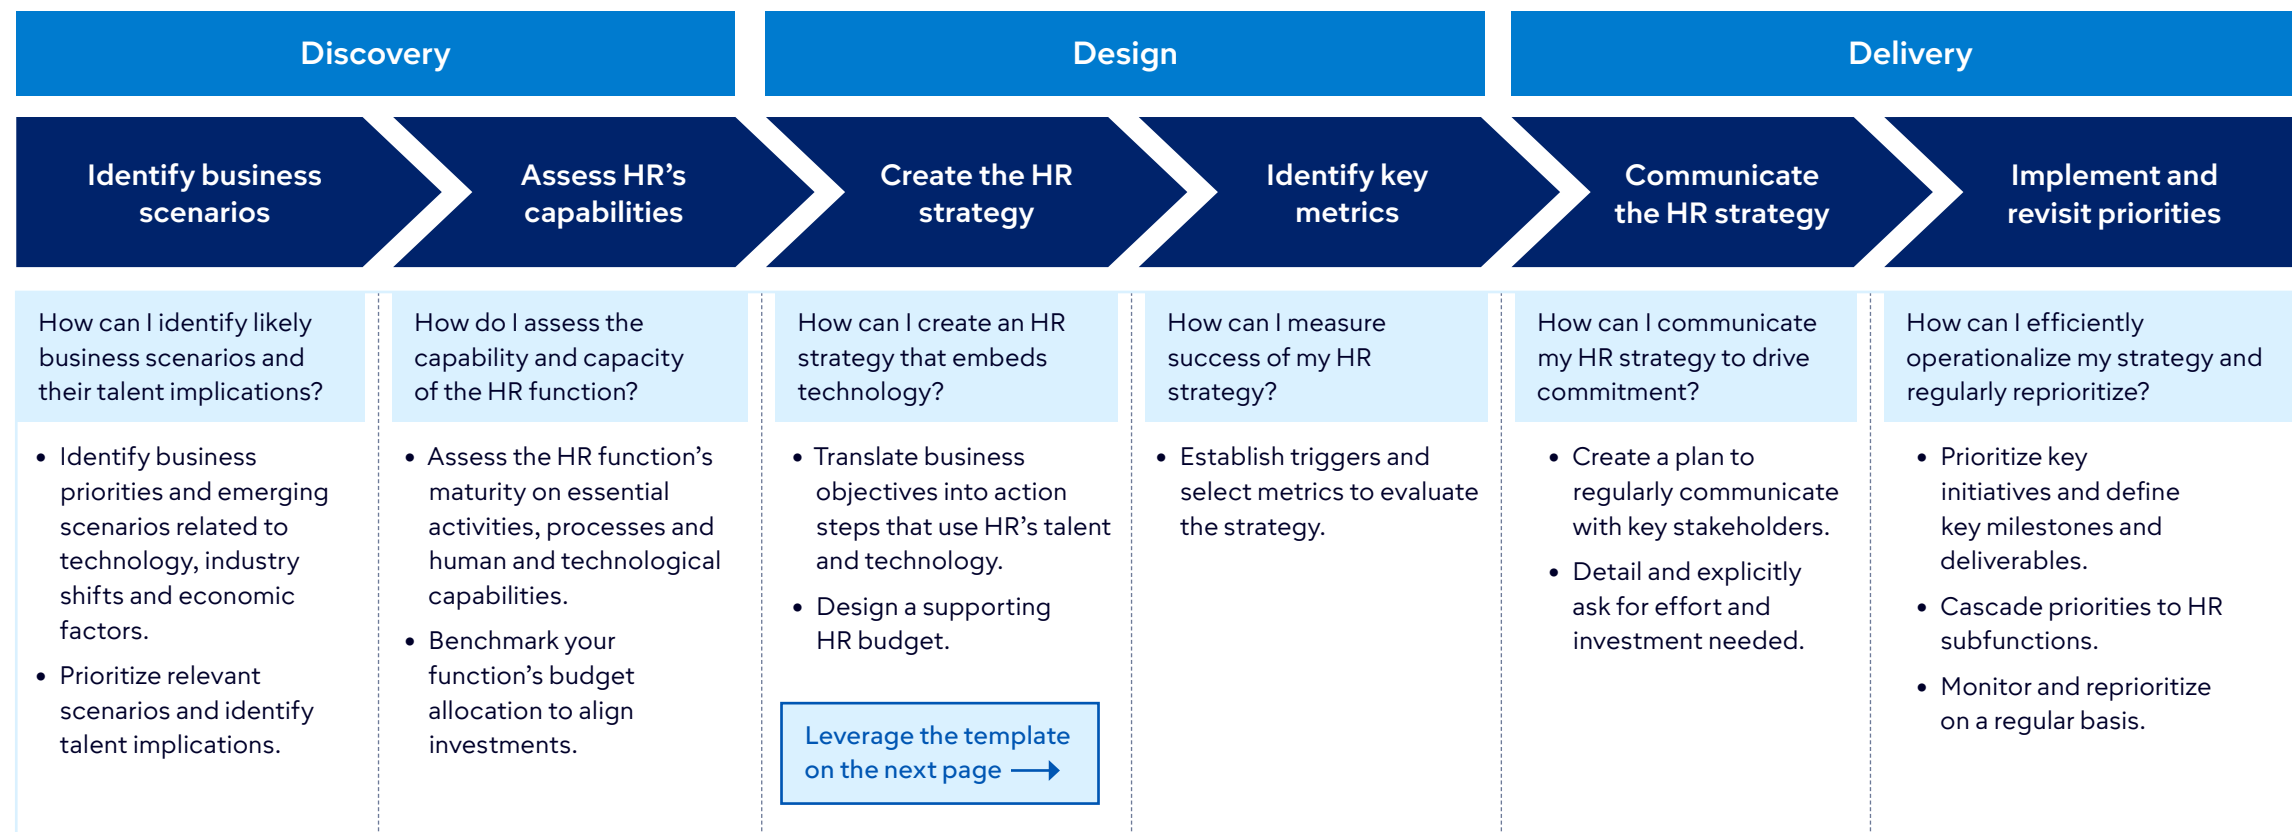 Discovery
Design
Delivery
Identify business
scenarios
Assess HR’s
capabilities
Create the HR
strategy
Identify key
metrics
Communicate
the HR strategy
Implement and
revisit priorities
How can I identify likely
business scenarios and
their talent implications?
How do I assess the
capability and capacity
of the HR function?
How can I create an HR
strategy that embeds
technology?
How can I measure
success of my HR
strategy?
How can I communicate
my HR strategy to drive
commitment?
How can I efficiently
operationalize my strategy and
regularly reprioritize?
• Identify business
priorities and emerging
scenarios related to
technology, industry
shifts and economic
factors.
• Prioritize relevant
scenarios and identify
talent implications.
• Assess the HR function’s
maturity on essential
activities, processes and
human and technological
capabilities.
• Benchmark your
function’s budget
allocation to align
investments.
• Translate business
objectives into action
steps that use HR’s talent
and technology.
• Design a supporting
HR budget.
Leverage the template
on the next page →
• Establish triggers and
select metrics to evaluate
the strategy.
• Create a plan to
regularly communicate
with key stakeholders.
• Detail and explicitly
ask for effort and
investment needed.
• Prioritize key
initiatives and define
key milestones and
deliverables.
• Cascade priorities to HR
subfunctions.
• Monitor and reprioritize
on a regular basis.